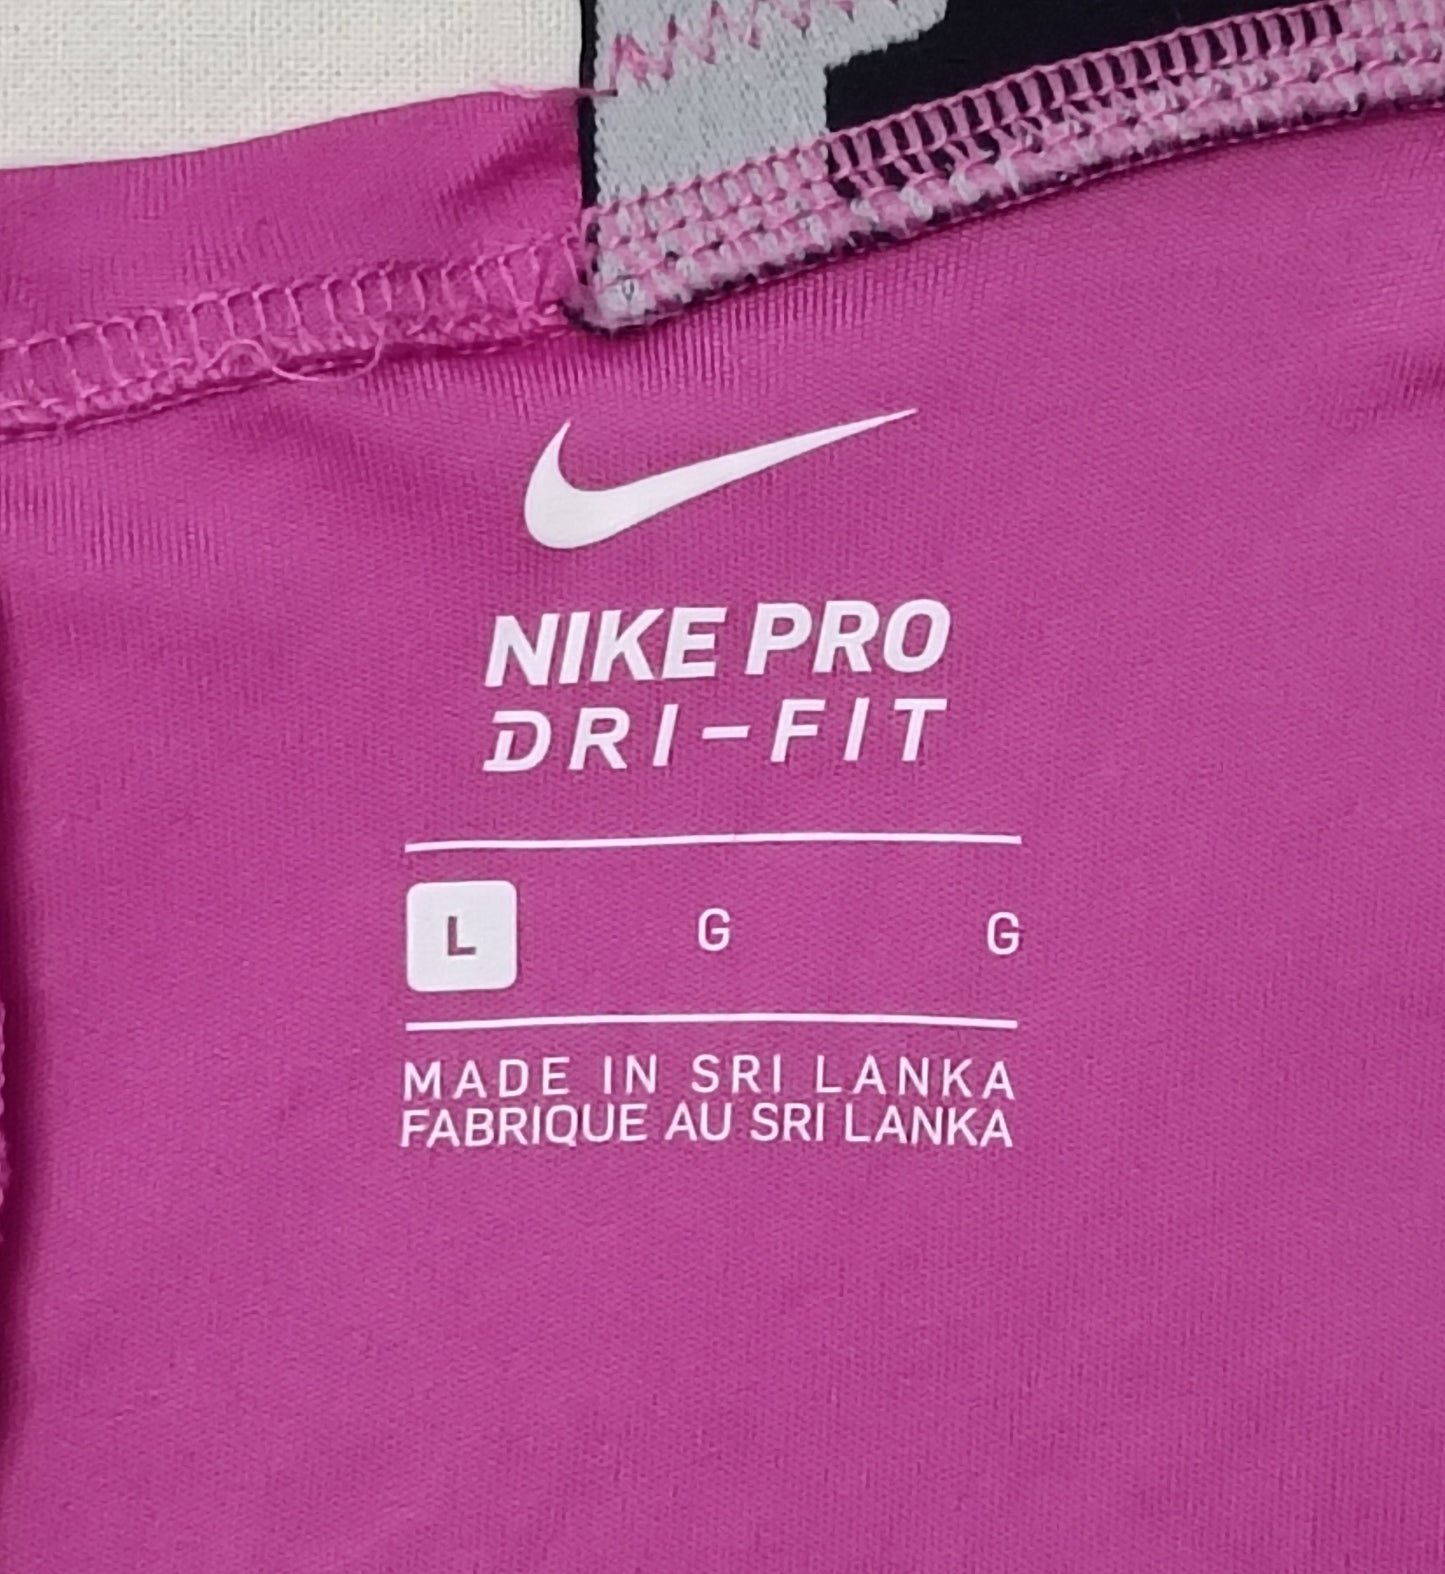 NIKE PRO
DRI-FIT
L G G
MADE IN SRI LANKA
FABRIQUE AU SRI LANKA